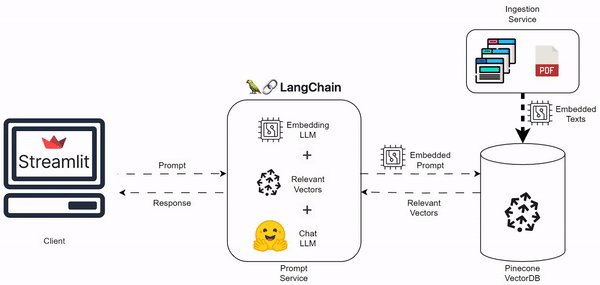 Ingestion
Service
PDF
LangChain
Embedding
LLM
Embedded
Texts
Streamlit
Prompt
+
Embedded
Prompt
Relevant
Vectors
Response
Relevant
Vectors
+
Chat
LLM
Client
Prompt
Service
Pinecone
VectorDB